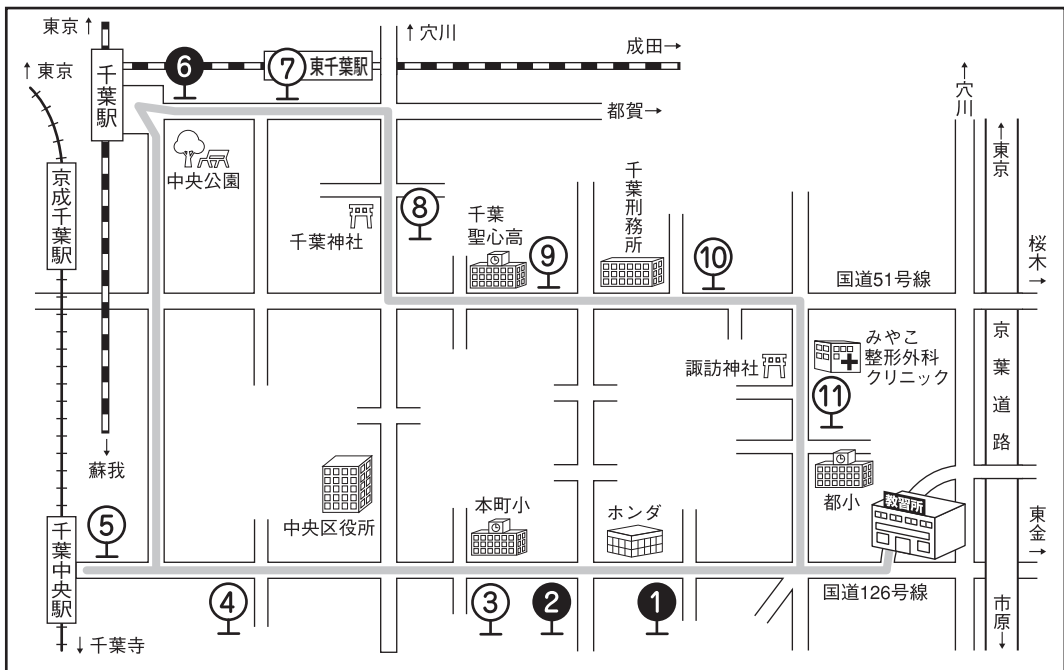 東京↑
↑東京
千葉駅
6
7
東千葉駅
↑穴川
成田→
都賀→
↑穴川
↑東京
京成千葉駅
中央公園
千葉神社
8
千葉
聖心高
9
千葉刑務所
10
国道51号線
桜木→
京葉道路
みやこ
整形外科
クリニック
諏訪神社
11
↓
蘇我
中央区役所
本町小
ホンダ
都小
教習所
東金→
5
千葉中央駅
4
3
2
1
国道126号線
市原↓
↓千葉寺